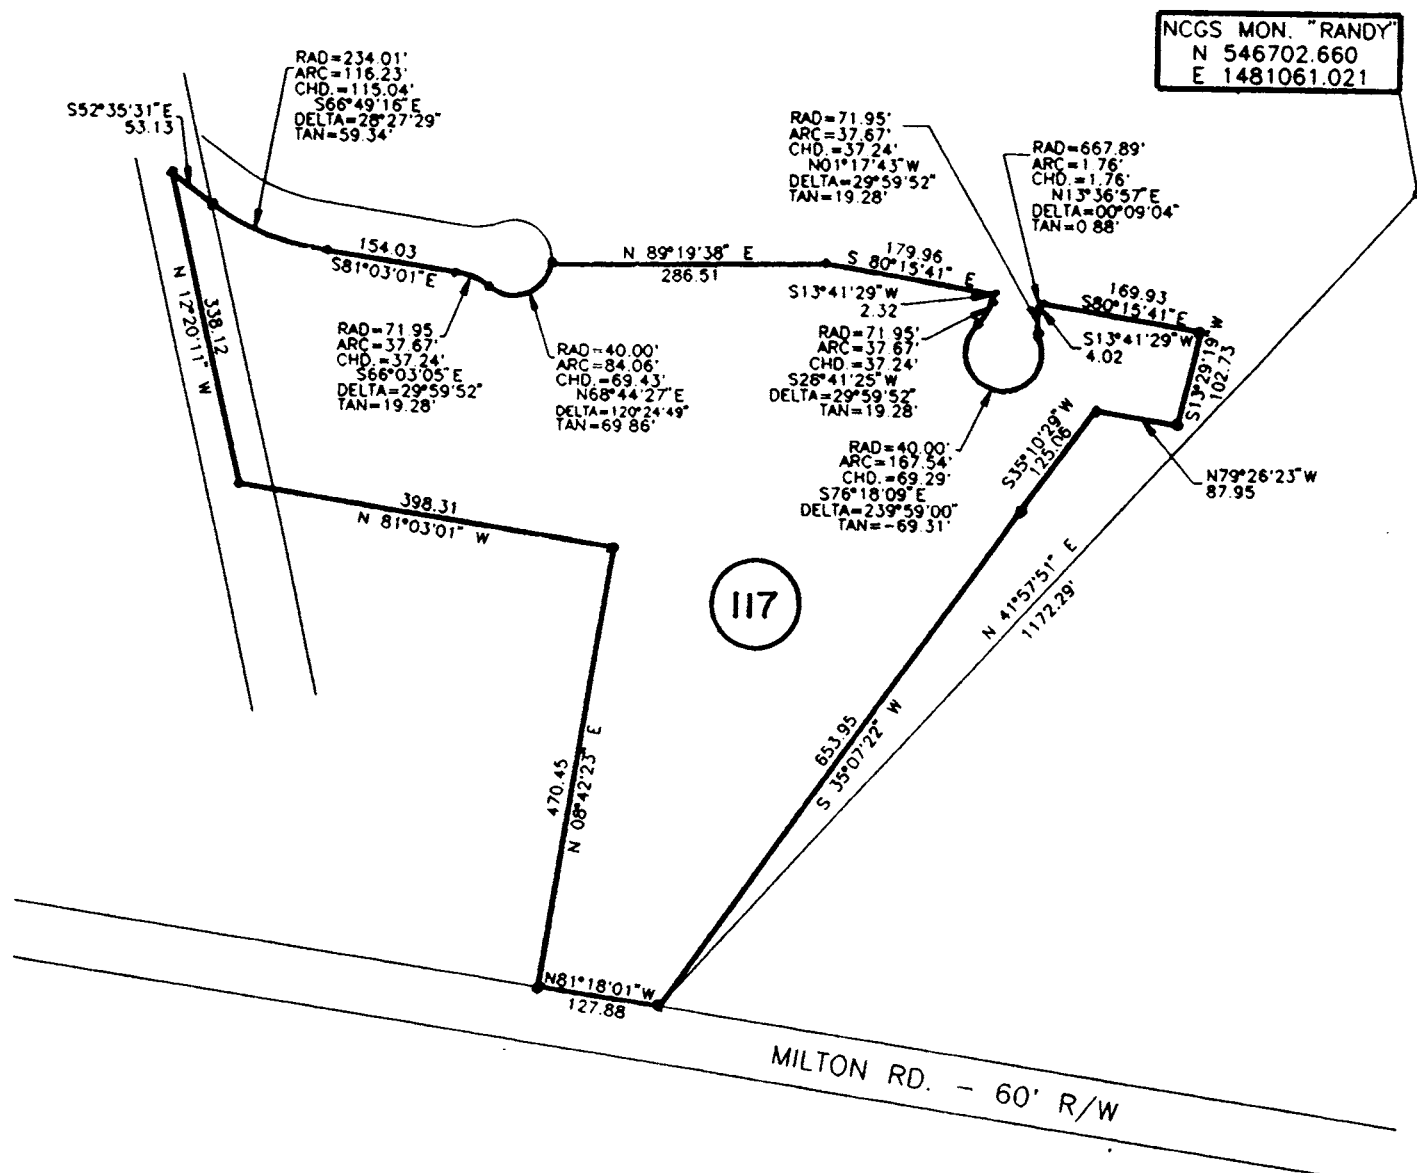 NCGS MON. "RANDY"
N 546702.660
E 1481061.021
RAD=234.01'
ARC=116.23'
CHD.=115.04'
S66°49'16"E
DELTA=28°27'29"
TAN=59.34'
S52°35'31"E
53.13
RAD=71.95'
ARC=37.67'
CHD.=37.24'
N01°17'43"W
DELTA=29°59'52"
TAN=19.28'
RAD=667.89'
ARC=1.76'
CHD.=1.76'
N13°36'57"E
DELTA=00°09'04"
TAN=0.88'
154.03
S81°03'01"E
N 89°19'38" E
286.51
179.96
S 80°15'41" E
S13°41'29"W
2.32
169.93
S80°15'41"E
S13°41'29"W
4.02
S13°29'19"W
102.73
N 12°20'11" W
338.12
RAD=71.95
ARC=37.67'
CHD.=37.24'
S66°03'05"E
DELTA=29°59'52"
TAN=19.28'
RAD=40.00'
ARC=84.06'
CHD.=69.43'
N68°44'27"E
DELTA=120°24'49"
TAN=69.86'
RAD=71.95'
ARC=37.67'
CHD.=37.24'
S28°41'25"W
DELTA=29°59'52"
TAN=19.28'
RAD=40.00'
ARC=167.54'
CHD.=69.29'
S76°18'09"E
DELTA=239°59'00"
TAN=-69.31'
S35°10'29"W
125.06
N79°26'23"W
87.95
398.31
N 81°03'01" W
117
N 41°57'51" E
1172.29'
653.95
S 35°07'22" W
470.45
N 08°42'23" E
N81°18'01"W
127.88
MILTON RD. - 60' R/W